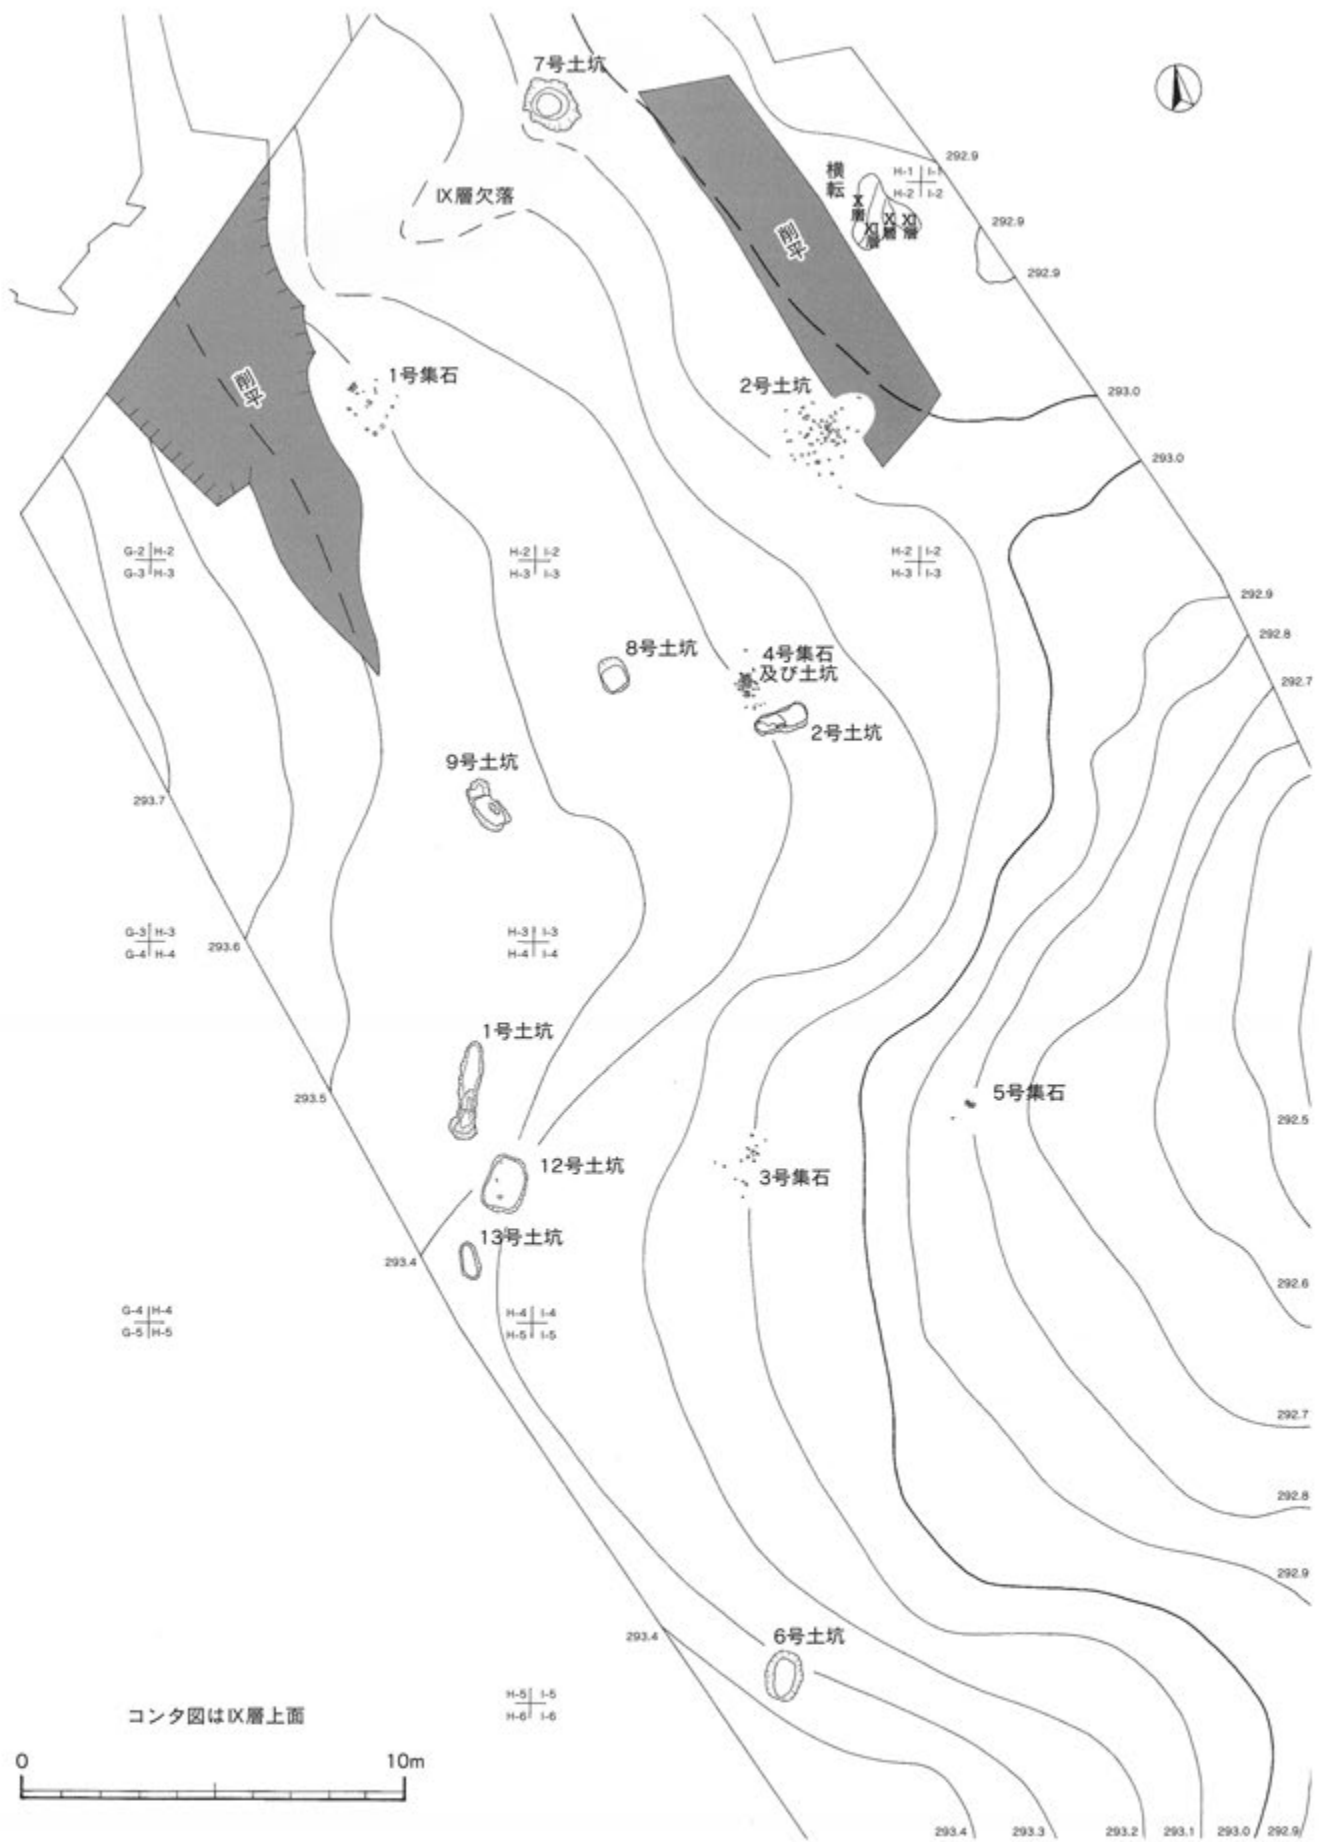 7号土坑
292.9
横転
H-1 I-1
H-2 I-2
Ⅸ層欠落
X層
XI層
X層
XI層
削平
292.9
292.9
削平
1号集石
2号土坑
293.0
293.0
G-2 H-2
G-3 H-3
H-2 I-2
H-3 I-3
H-2 I-2
H-3 I-3
292.9
292.8
8号土坑
4号集石
及び土坑
292.7
2号土坑
9号土坑
293.7
G-3 H-3
G-4 H-4
293.6
H-3 I-3
H-4 I-4
1号土坑
293.5
5号集石
292.5
12号土坑
3号集石
13号土坑
293.4
292.6
G-4 H-4
G-5 H-5
H-4 I-4
H-5 I-5
292.7
292.8
292.9
293.4
6号土坑
H-5 I-5
H-6 I-6
コンタ図はⅨ層上面
0 10m
293.4 293.3 293.2 293.1 293.0 292.9